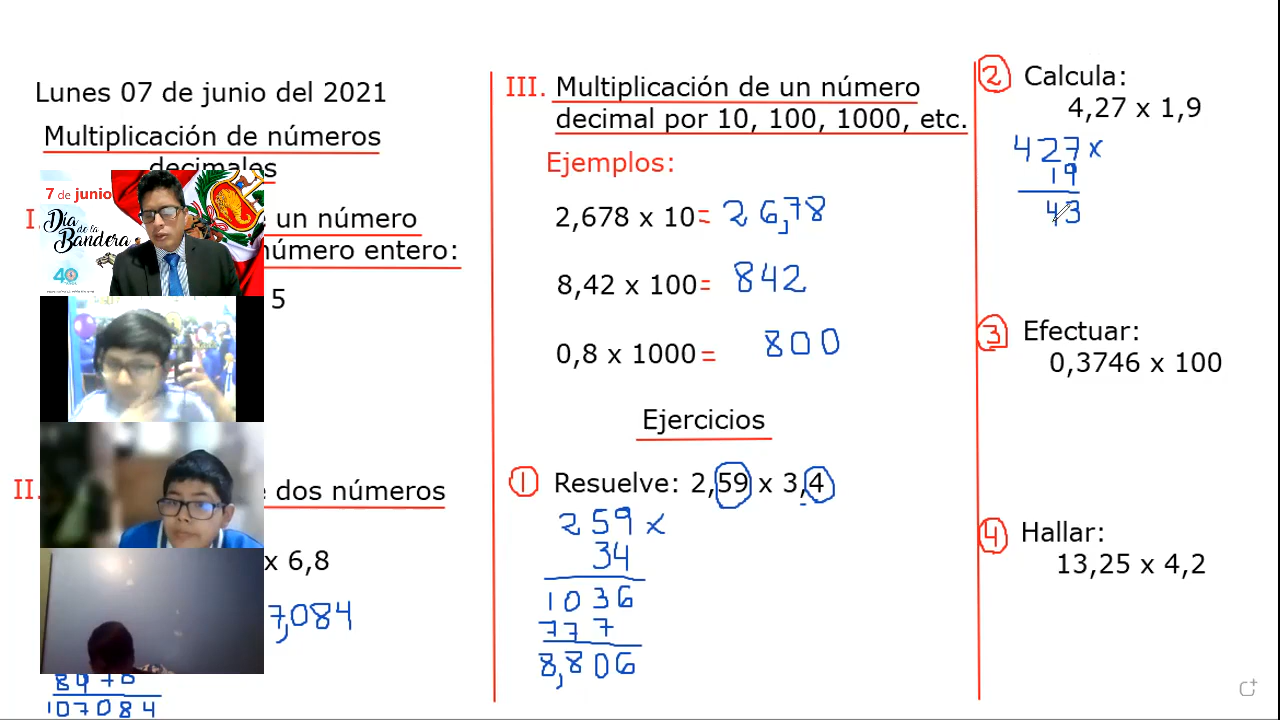 Lunes 07 de junio del 2021
Multiplicación de números
decimales
7 de junio
Día
de la
Bandera
40
I.
e un número
número entero:
5
II.
e dos números
x 6,8
7,084
8470
107084
III. Multiplicación de un número
decimal por 10, 100, 1000, etc.
Ejemplos:
2,678 x 10= 26,78
8,42 x 100= 842
0,8 x 1000= 800
Ejercicios
1 Resuelve: 2,59 x 3,4
259 x
34
1036
777
8,806
2 Calcula:
4,27 x 1,9
427 x
19
43
3 Efectuar:
0,3746 x 100
4 Hallar:
13,25 x 4,2